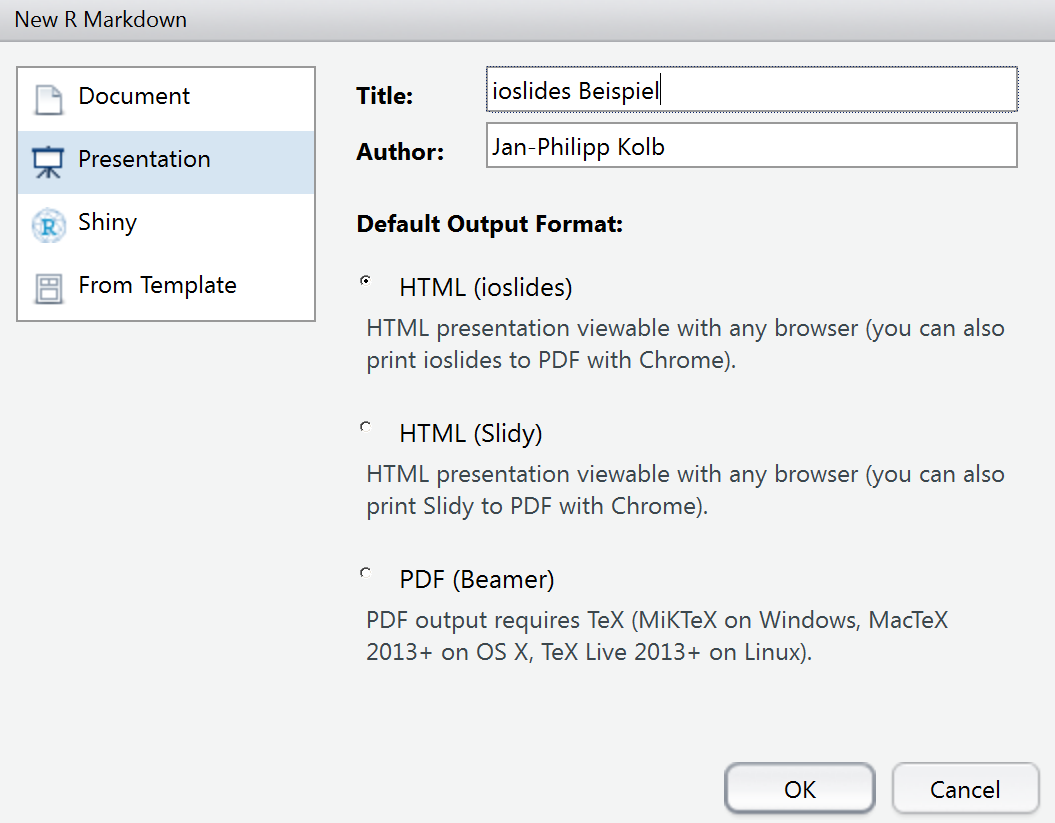 New R Markdown
Document
Presentation
Shiny
From Template
Title: ioslides Beispiel
Author: Jan-Philipp Kolb
Default Output Format:
HTML (ioslides)
HTML presentation viewable with any browser (you can also
print ioslides to PDF with Chrome).
HTML (Slidy)
HTML presentation viewable with any browser (you can also
print Slidy to PDF with Chrome).
PDF (Beamer)
PDF output requires TeX (MiKTeX on Windows, MacTeX
2013+ on OS X, TeX Live 2013+ on Linux).
OK Cancel